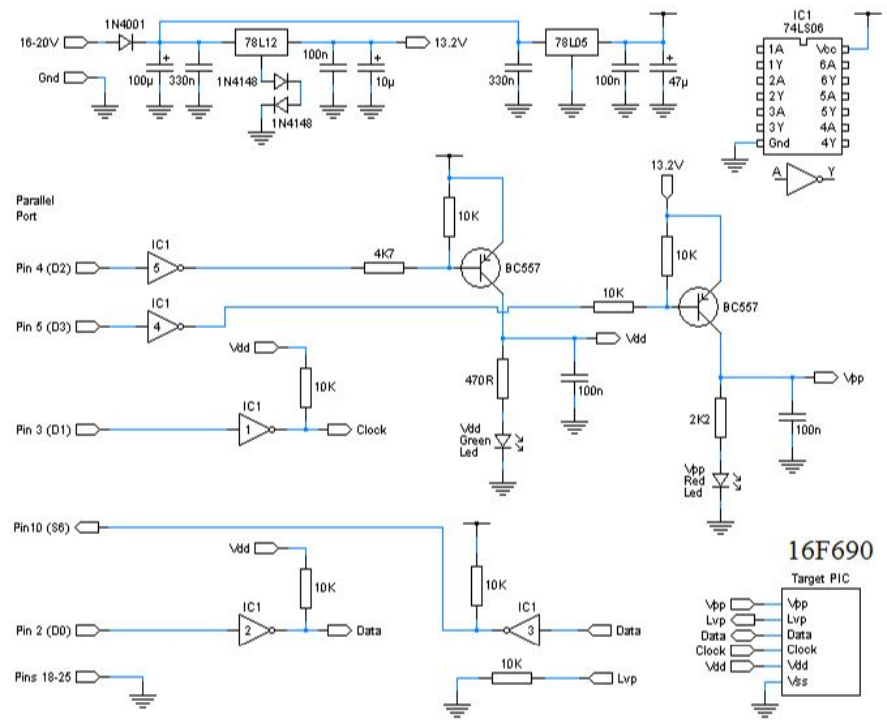 1N4001
16-20V
78L12
100n
13.2V
78L05
Gnd
100µ
330n
1N4148
1N4148
10µ
330n
100n
47µ
IC1
74LS06
1A Vcc
1Y 6A
2A 6Y
2Y 5A
3A 5Y
3Y 4A
Gnd 4Y
A Y
Parallel
Port
10K
13.2V
10K
Pin 4 (D2)
IC1
5
4K7
BC557
Pin 5 (D3)
IC1
4
10K
BC557
Vdd
Vdd
10K
470R
100n
Vpp
Pin 3 (D1)
IC1
1
Clock
Vdd
Green
Led
2K2
100n
Vpp
Red
Led
Pin10 (S6)
Vdd
10K
10K
Pin 2 (D0)
IC1
2
Data
IC1
3
Data
Pins 18-25
10K
Lvp
16F690
Target PIC
Vpp Vpp
Lvp Lvp
Data Data
Clock Clock
Vdd Vdd
Vss